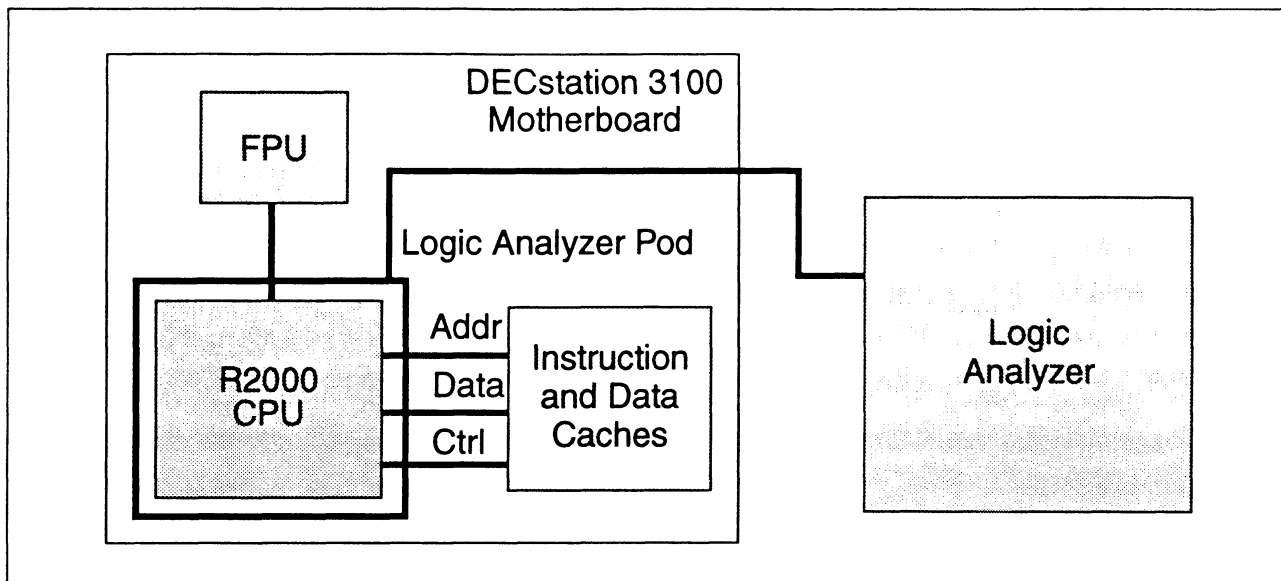 DECstation 3100
Motherboard
FPU
Logic Analyzer Pod
R2000
CPU
Addr
Data
Ctrl
Instruction
and Data
Caches
Logic
Analyzer